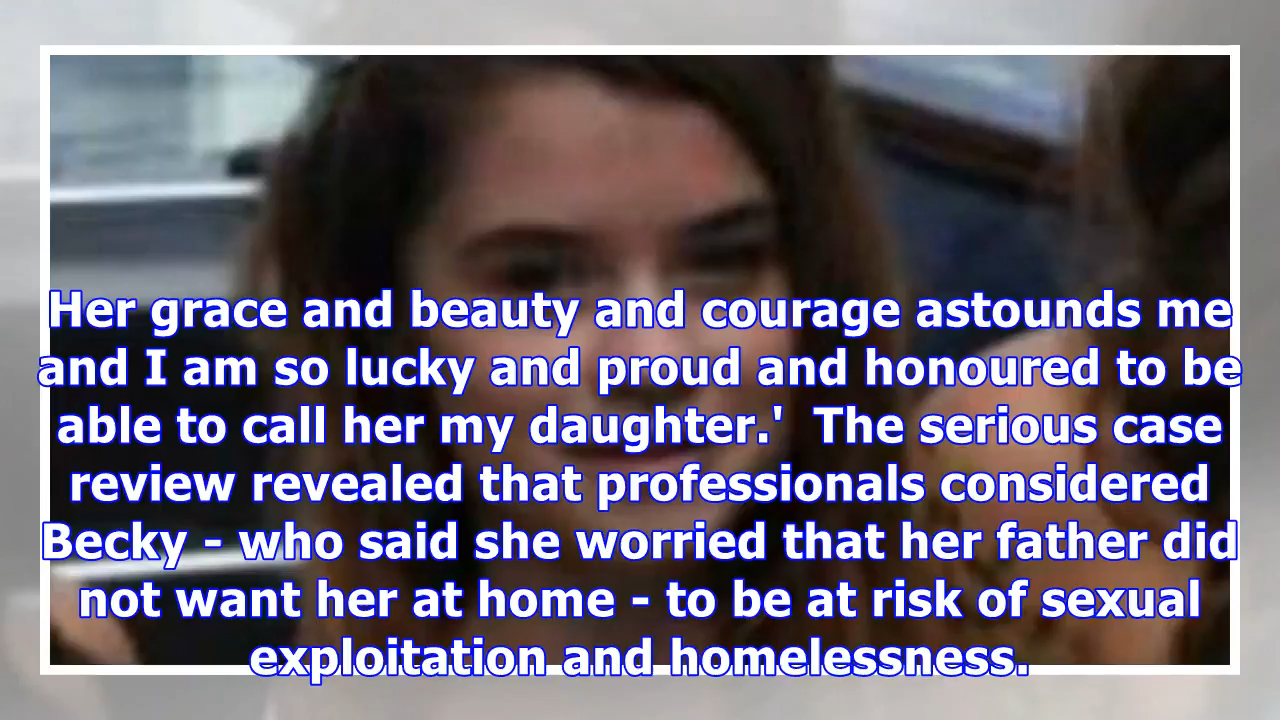 Her grace and beauty and courage astounds me
and I am so lucky and proud and honoured to be
able to call her my daughter.'  The serious case
review revealed that professionals considered
Becky - who said she worried that her father did
not want her at home - to be at risk of sexual
exploitation and homelessness.